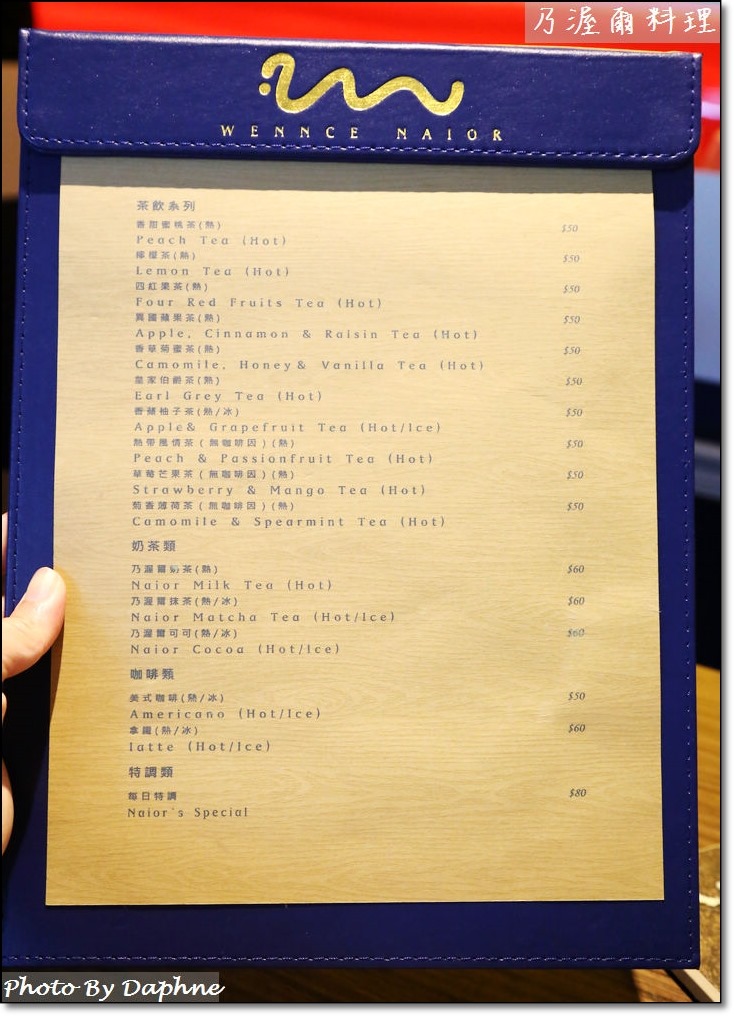 乃渥爾料理
WENNCE NAIOR
茶飲系列
香甜蜜桃茶(熱) $50
Peach Tea (Hot)
檸檬茶(熱) $50
Lemon Tea (Hot)
四紅果茶(熱) $50
Four Red Fruits Tea (Hot)
異國蘋果茶(熱) $50
Apple, Cinnamon & Raisin Tea (Hot)
香草菊蜜茶(熱) $50
Camomile, Honey& Vanilla Tea (Hot)
皇家伯爵茶(熱) $50
Earl Grey Tea (Hot)
香蘋柚子茶(熱/冰) $50
Apple& Grapefruit Tea (Hot/Ice)
熱帶風情茶(無咖啡因)(熱) $50
Peach & Passionfruit Tea (Hot)
草莓芒果茶(無咖啡因)(熱) $50
Strawberry & Mango Tea (Hot)
菊香薄荷茶(無咖啡因)(熱) $50
Camomile & Spearmint Tea (Hot)
奶茶類
乃渥爾奶茶(熱) $60
Naior Milk Tea (Hot)
乃渥爾抹茶(熱/冰) $60
Naior Matcha Tea (Hot/Ice)
乃渥爾可可(熱/冰) $60
Naior Cocoa (Hot/Ice)
咖啡類
美式咖啡(熱/冰) $50
Americano (Hot/Ice)
拿鐵(熱/冰) $60
latte (Hot/Ice)
特調類
每日特調 $80
Naior's Special
Photo By Daphne